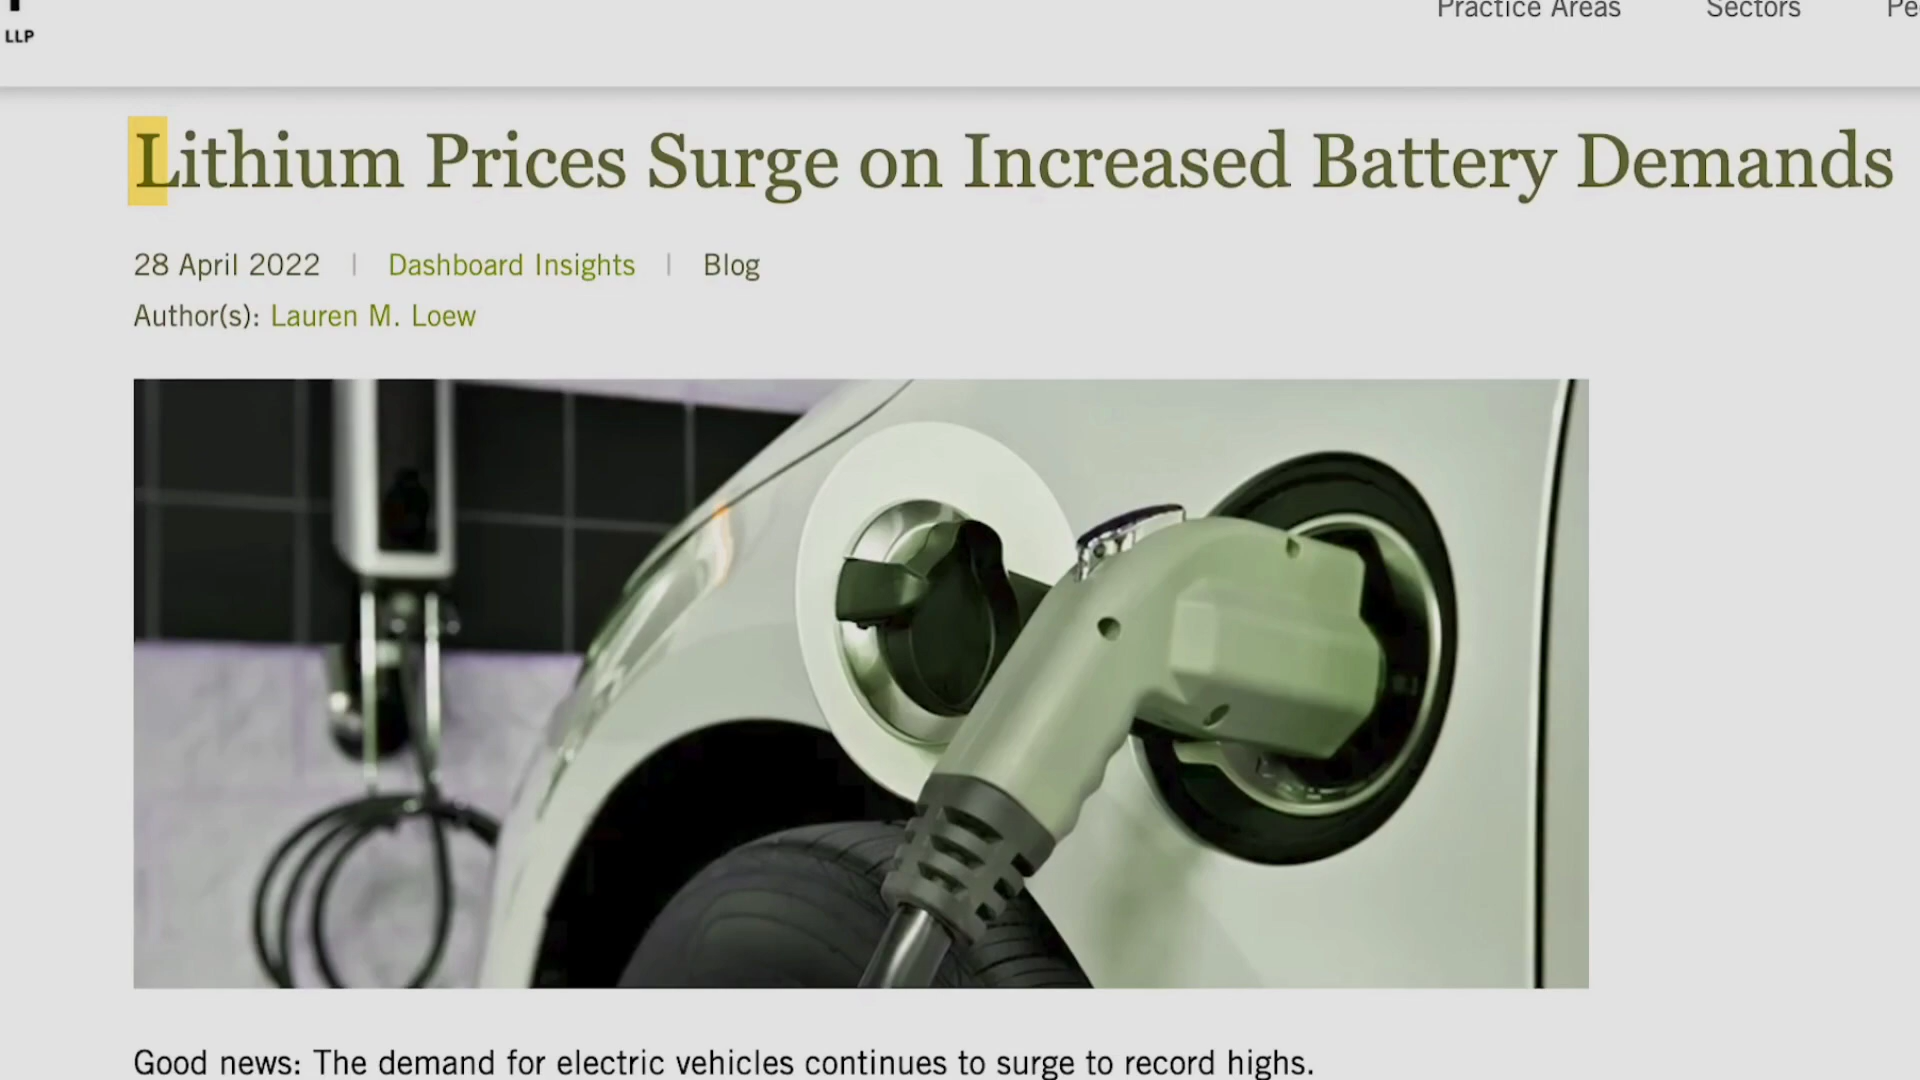 LLP
Practice Areas Sectors
Lithium Prices Surge on Increased Battery Demands
28 April 2022 | Dashboard Insights | Blog
Author(s): Lauren M. Loew
Good news: The demand for electric vehicles continues to surge to record highs.